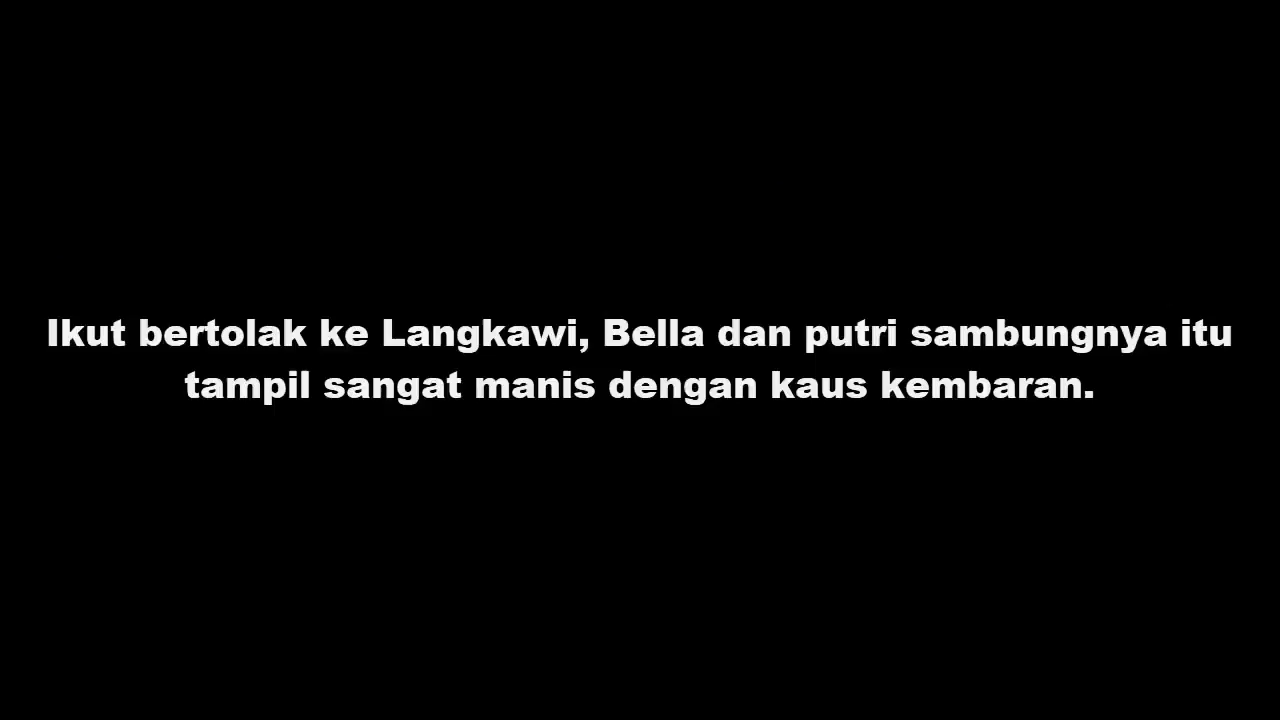 Ikut bertolak ke Langkawi, Bella dan putri sambungnya itu
tampil sangat manis dengan kaus kembaran.